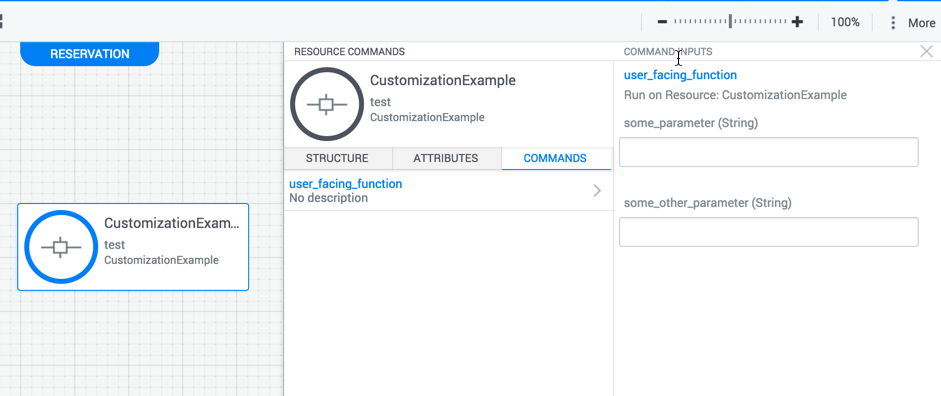 100%
More
RESERVATION
RESOURCE COMMANDS
CustomizationExample
test
CustomizationExample
STRUCTURE
ATTRIBUTES
COMMANDS
user_facing_function
No description
COMMAND INPUTS
user_facing_function
Run on Resource: CustomizationExample
some_parameter (String)
some_other_parameter (String)
CustomizationExam...
test
CustomizationExample